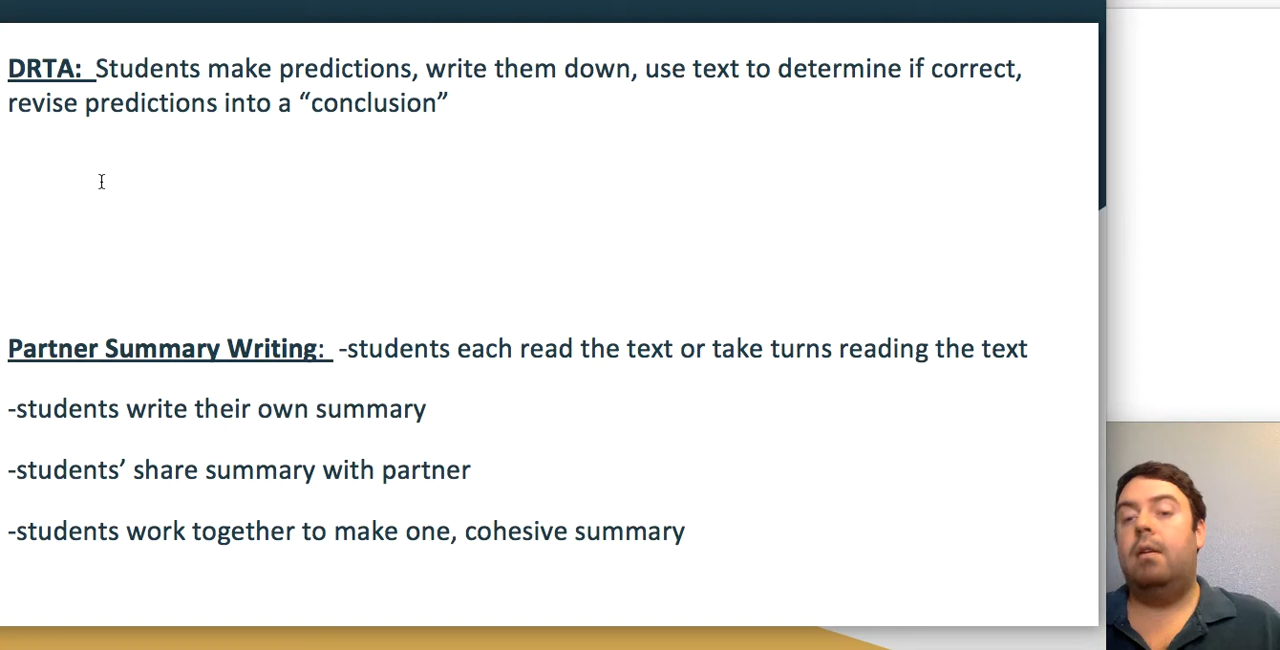 DRTA: Students make predictions, write them down, use text to determine if correct,
revise predictions into a “conclusion”
Partner Summary Writing: -students each read the text or take turns reading the text
-students write their own summary
-students’ share summary with partner
-students work together to make one, cohesive summary